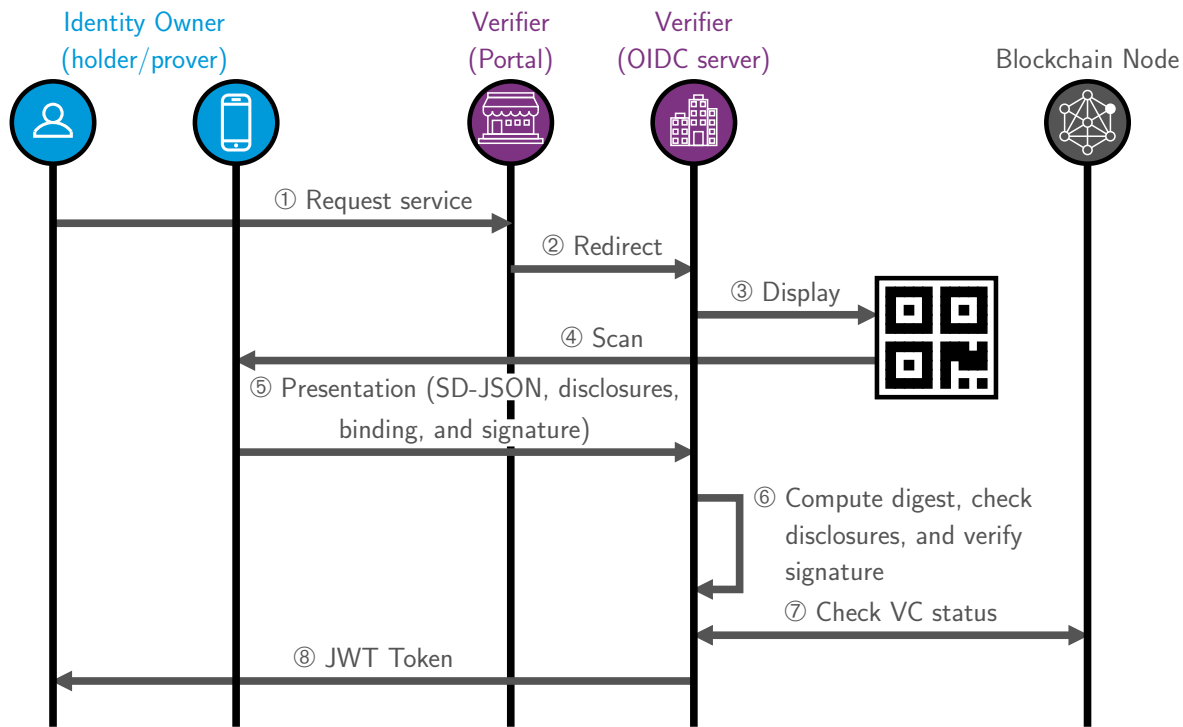 Identity Owner
(holder/prover)
Verifier
(Portal)
Verifier
(OIDC server)
Blockchain Node
① Request service
② Redirect
③ Display
④ Scan
⑤ Presentation (SD-JSON, disclosures,
binding, and signature)
⑥ Compute digest, check
disclosures, and verify
signature
⑦ Check VC status
⑧ JWT Token